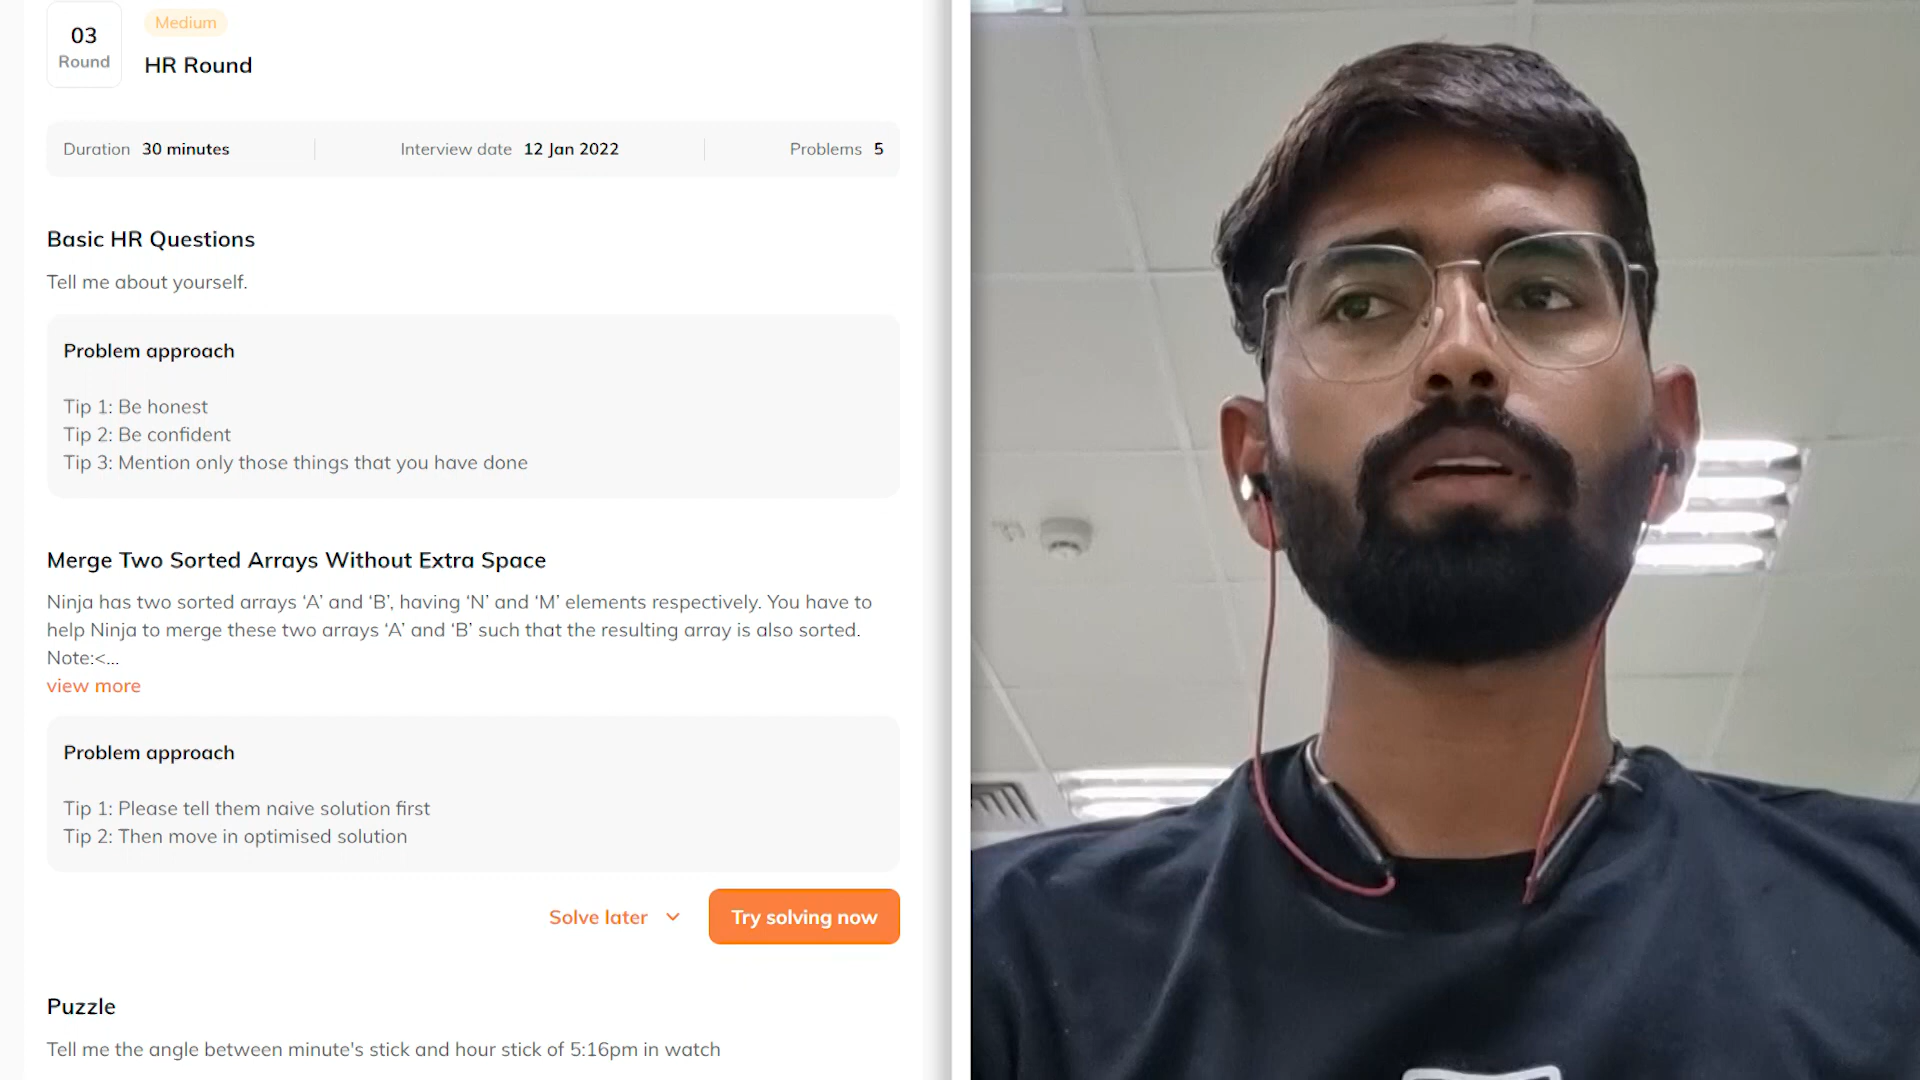 03
Round
Medium
HR Round
Duration 30 minutes
Interview date 12 Jan 2022
Problems 5
Basic HR Questions
Tell me about yourself.
Problem approach
Tip 1: Be honest
Tip 2: Be confident
Tip 3: Mention only those things that you have done
Merge Two Sorted Arrays Without Extra Space
Ninja has two sorted arrays ‘A’ and ‘B’, having ‘N’ and ‘M’ elements respectively. You have to
help Ninja to merge these two arrays ‘A’ and ‘B’ such that the resulting array is also sorted.
Note:<...
view more
Problem approach
Tip 1: Please tell them naive solution first
Tip 2: Then move in optimised solution
Solve later
Try solving now
Puzzle
Tell me the angle between minute's stick and hour stick of 5:16pm in watch